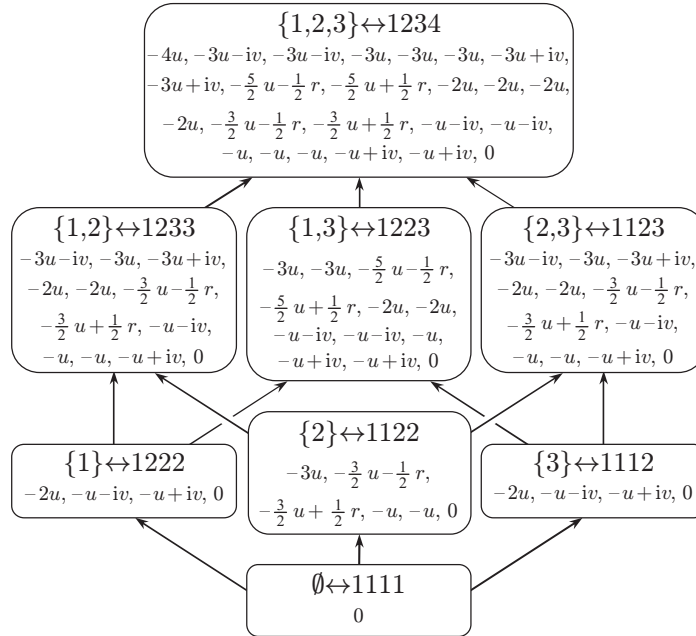 {1,2,3}↔1234
−4u, −3u−iv, −3u−iv, −3u, −3u, −3u, −3u+iv,
−3u+iv, −5/2 u−1/2 r, −5/2 u+1/2 r, −2u, −2u, −2u,
−2u, −3/2 u−1/2 r, −3/2 u+1/2 r, −u−iv, −u−iv,
−u, −u, −u, −u+iv, −u+iv, 0
{1,2}↔1233
−3u−iv, −3u, −3u+iv,
−2u, −2u, −3/2 u−1/2 r,
−3/2 u+1/2 r, −u−iv,
−u, −u, −u+iv, 0
{1,3}↔1223
−3u, −3u, −5/2 u−1/2 r,
−5/2 u+1/2 r, −2u, −2u,
−u−iv, −u−iv, −u,
−u+iv, −u+iv, 0
{2,3}↔1123
−3u−iv, −3u, −3u+iv,
−2u, −2u, −3/2 u−1/2 r,
−3/2 u+1/2 r, −u−iv,
−u, −u, −u+iv, 0
{1}↔1222
−2u, −u−iv, −u+iv, 0
{2}↔1122
−3u, −3/2 u−1/2 r,
−3/2 u+1/2 r, −u, −u, 0
{3}↔1112
−2u, −u−iv, −u+iv, 0
∅↔1111
0